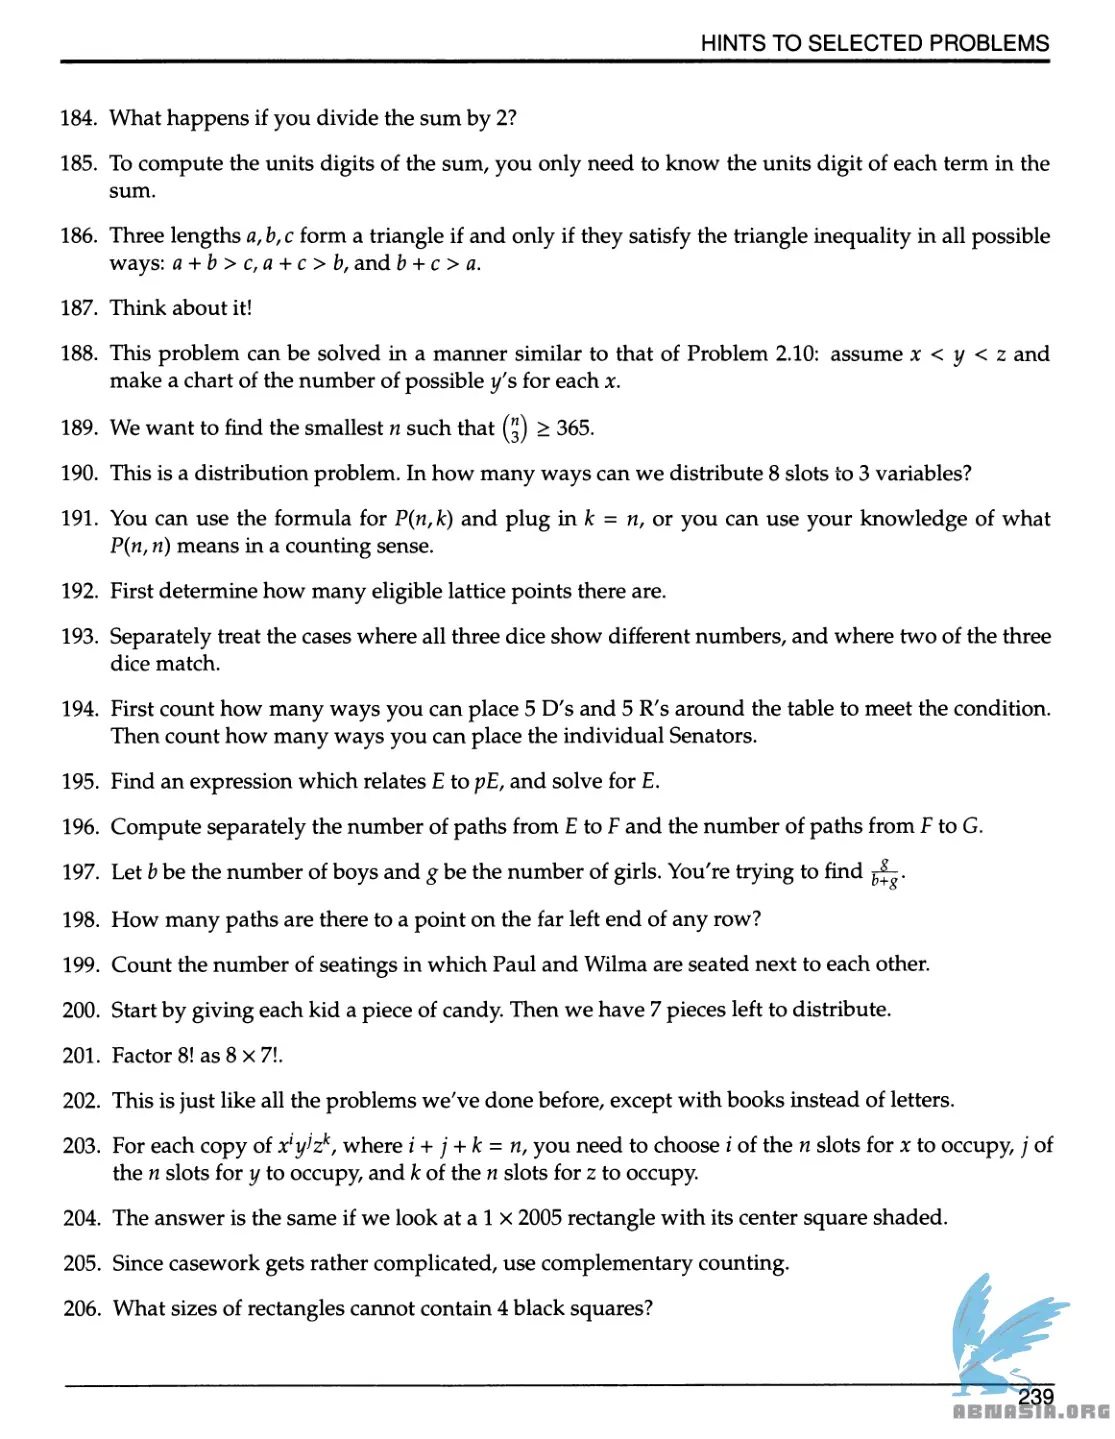 HINTS TO SELECTED PROBLEMS
184. What happens if you divide the sum by 2?
185. To compute the units digits of the sum, you only need to know the units digit of each term in the
sum.
186. Three lengths a, b, c form a triangle if and only if they satisfy the triangle inequality in all possible
ways: a + b > c, a + c > b, and b + c > a.
187. Think about it!
188. This problem can be solved in a manner similar to that of Problem 2.10: assume x < y < z and
make a chart of the number of possible y's for each x.
189. We want to find the smallest n such that (n 3) ≥ 365.
190. This is a distribution problem. In how many ways can we distribute 8 slots to 3 variables?
191. You can use the formula for P(n, k) and plug in k = n, or you can use your knowledge of what
P(n, n) means in a counting sense.
192. First determine how many eligible lattice points there are.
193. Separately treat the cases where all three dice show different numbers, and where two of the three
dice match.
194. First count how many ways you can place 5 D's and 5 R's around the table to meet the condition.
Then count how many ways you can place the individual Senators.
195. Find an expression which relates E to pE, and solve for E.
196. Compute separately the number of paths from E to F and the number of paths from F to G.
197. Let b be the number of boys and g be the number of girls. You're trying to find g/(b+g).
198. How many paths are there to a point on the far left end of any row?
199. Count the number of seatings in which Paul and Wilma are seated next to each other.
200. Start by giving each kid a piece of candy. Then we have 7 pieces left to distribute.
201. Factor 8! as 8 × 7!.
202. This is just like all the problems we've done before, except with books instead of letters.
203. For each copy of xⁱyʲzᵏ, where i + j + k = n, you need to choose i of the n slots for x to occupy, j of
the n slots for y to occupy, and k of the n slots for z to occupy.
204. The answer is the same if we look at a 1 × 2005 rectangle with its center square shaded.
205. Since casework gets rather complicated, use complementary counting.
206. What sizes of rectangles cannot contain 4 black squares?
239
ABNASIA.ORG